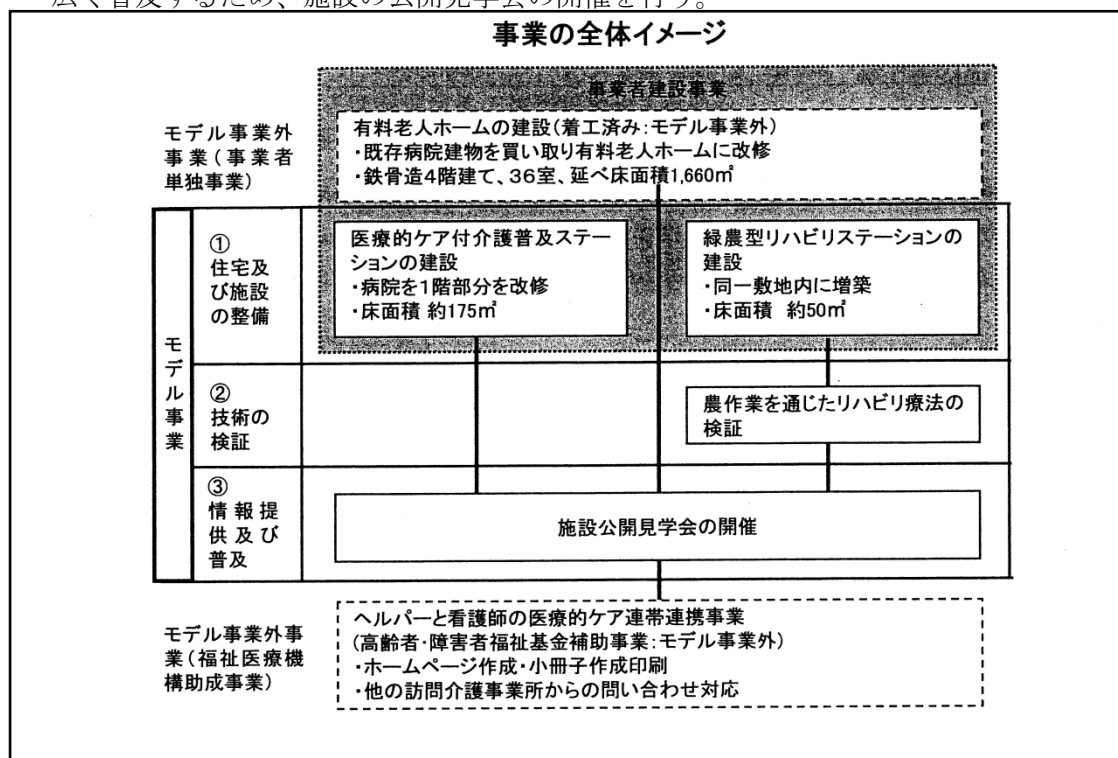 広く普及するため、施設の公開見学会の開催を行う。
事業の全体イメージ
事業者建設事業
モデル事業外
事業(事業者
単独事業)
有料老人ホームの建設(着工済み:モデル事業外)
・既存病院建物を買い取り有料老人ホームに改修
・鉄骨造4階建て、36室、延べ床面積1,660㎡
モデル事業
①
住宅及
び施設
の整備
医療的ケア付介護普及ステー
ションの建設
・病院を1階部分を改修
・床面積 約175㎡
緑農型リハビリステーションの
建設
・同一敷地内に増築
・床面積 約50㎡
②
技術の
検証
農作業を通じたリハビリ療法の
検証
③
情報提
供及び
普及
施設公開見学会の開催
モデル事業外事
業(福祉医療機
構助成事業)
ヘルパーと看護師の医療的ケア連帯連携事業
(高齢者・障害者福祉基金補助事業:モデル事業外)
・ホームページ作成・小冊子作成印刷
・他の訪問介護事業所からの問い合わせ対応